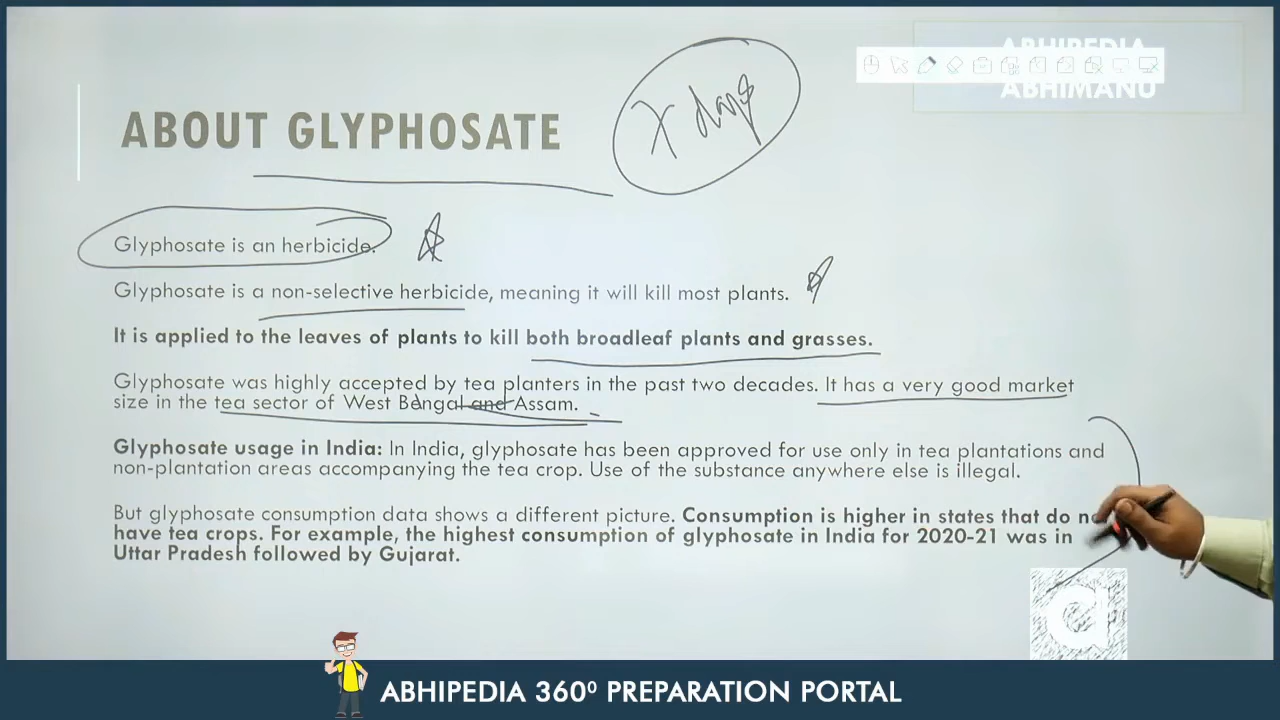 ABHIPEDIA
ABHIMANU
X days
ABOUT GLYPHOSATE
Glyphosate is an herbicide.
Glyphosate is a non-selective herbicide, meaning it will kill most plants.
It is applied to the leaves of plants to kill both broadleaf plants and grasses.
Glyphosate was highly accepted by tea planters in the past two decades. It has a very good market
size in the tea sector of West Bengal and Assam.
Glyphosate usage in India: In India, glyphosate has been approved for use only in tea plantations and
non-plantation areas accompanying the tea crop. Use of the substance anywhere else is illegal.
But glyphosate consumption data shows a different picture. Consumption is higher in states that do no
have tea crops. For example, the highest consumption of glyphosate in India for 2020-21 was in
Uttar Pradesh followed by Gujarat.
a
ABHIPEDIA 360⁰ PREPARATION PORTAL